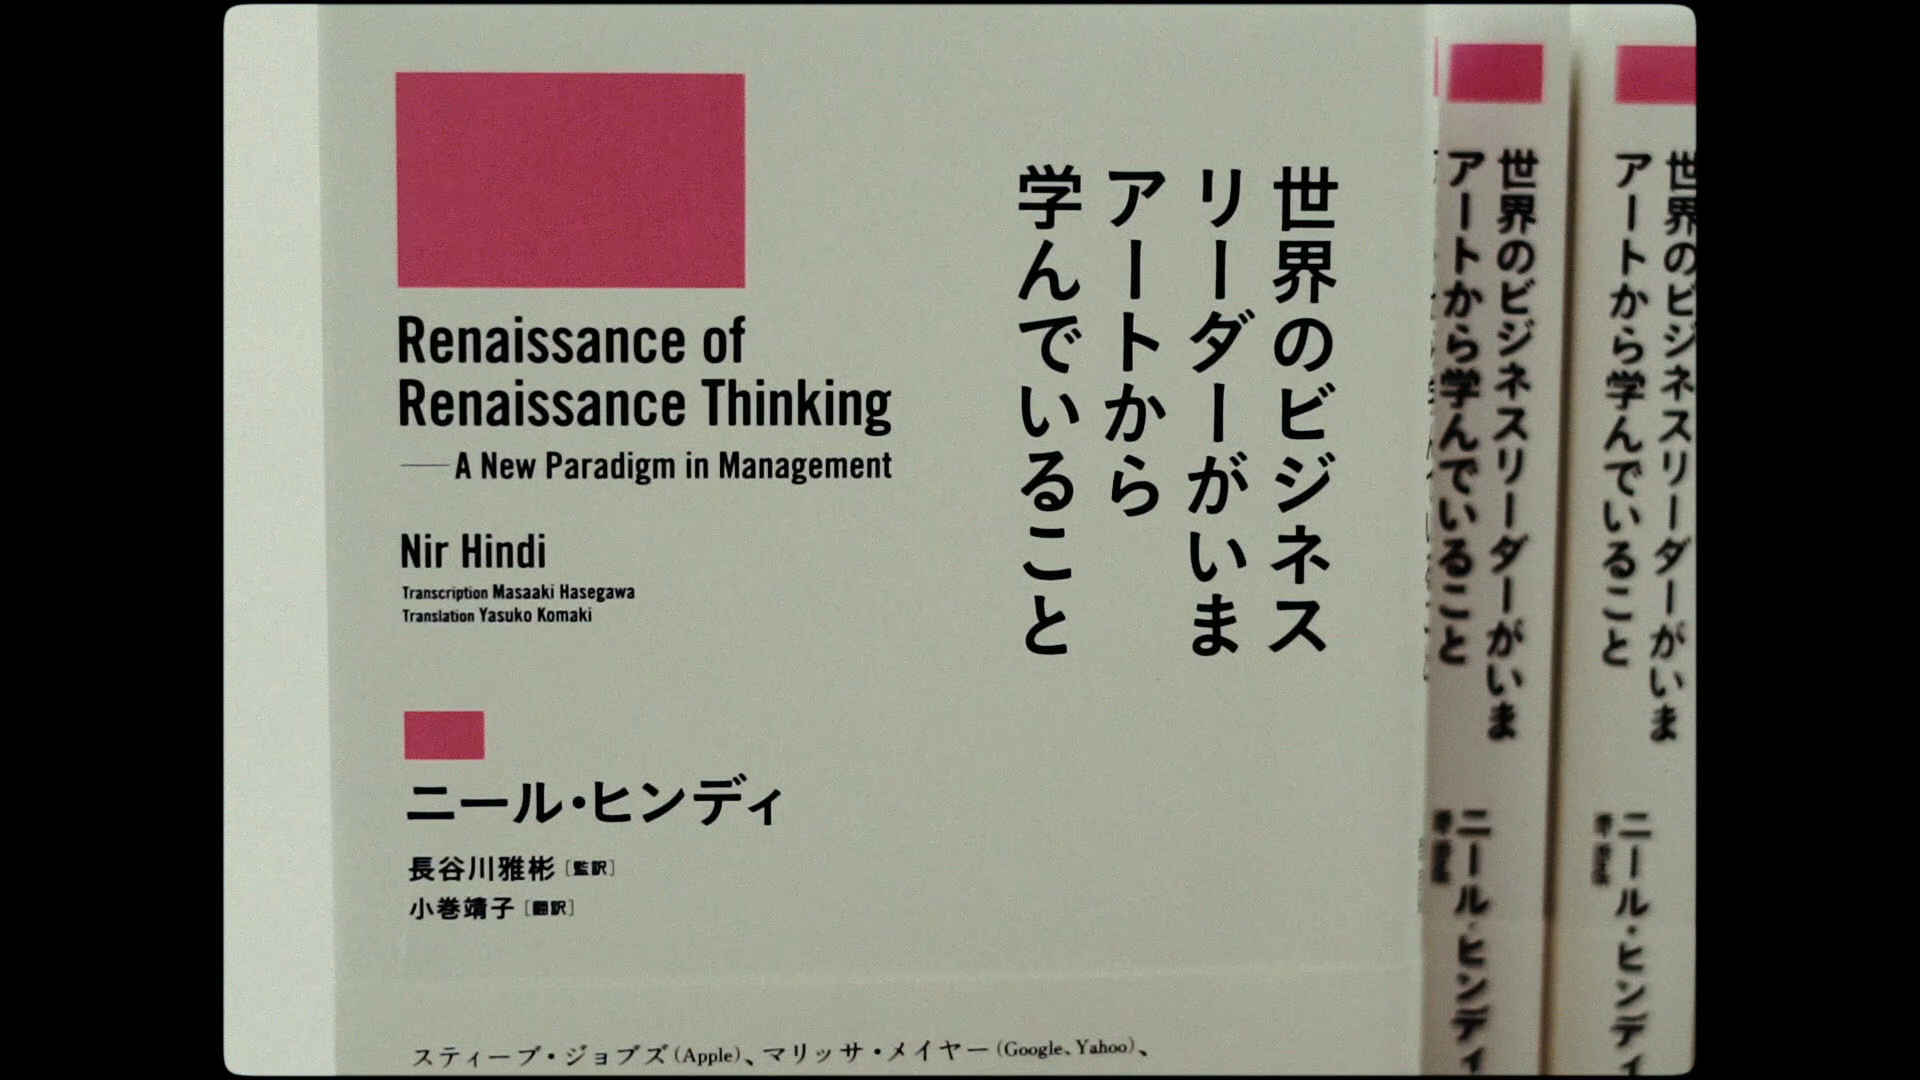 Renaissance of
Renaissance Thinking
——A New Paradigm in Management
Nir Hindi
Transcription Masaaki Hasegawa
Translation Yasuko Komaki
世界のビジネス
リーダーがいま
アートから
学んでいること
ニール・ヒンディ
長谷川雅彬［監訳］
小巻靖子［翻訳］
スティーブ・ジョブズ（Apple）、マリッサ・メイヤー（Google、Yahoo）、
世界のビジネスリーダーがいま
アートから学んでいること
ニール・ヒンディ
世界のビジネスリーダーがいま
アートから学んでいること
ニール・ヒンディ